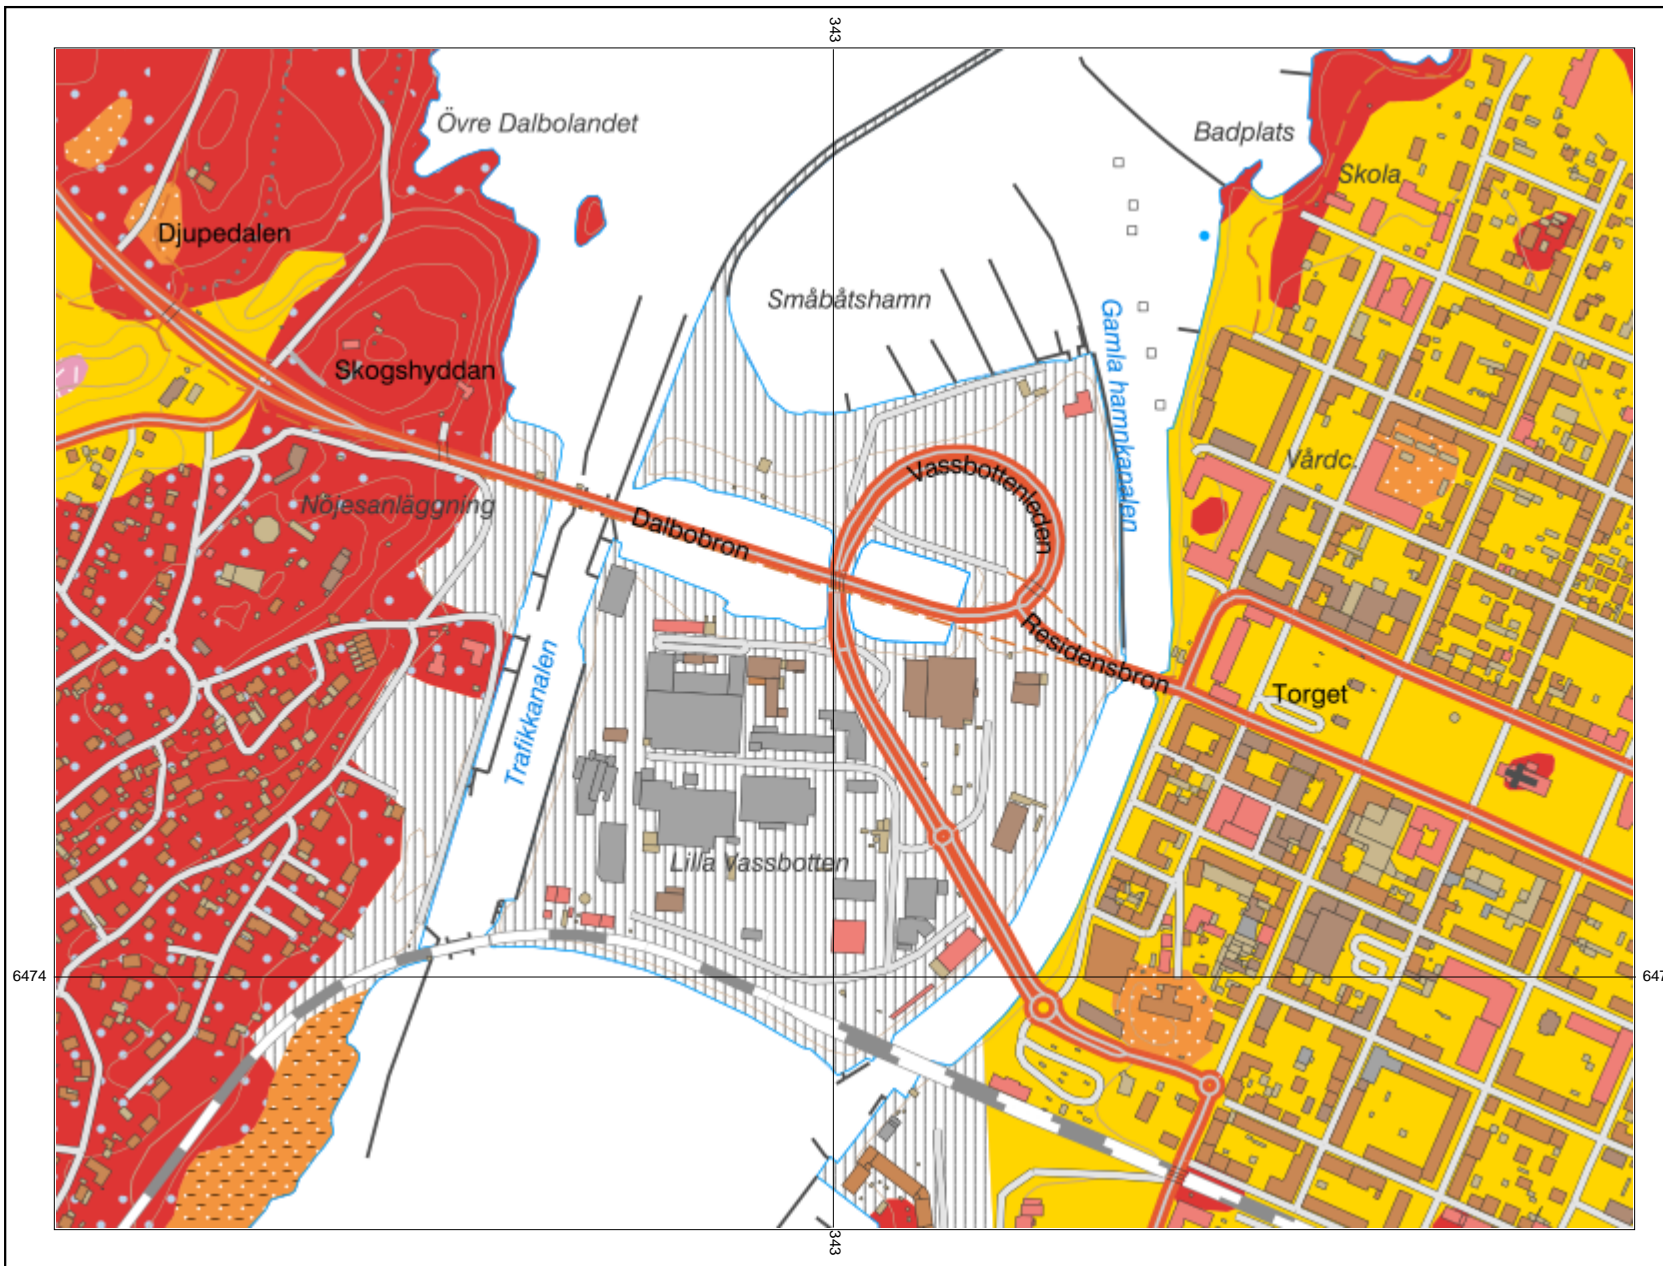 343
Övre Dalbolandet
Badplats
Skola
Djupedalen
Småbåtshamn
Gamla hamnkanalen
Skogshyddan
Vårdc.
Vassbottenleden
Nöjesanläggning
Dalbobron
Residensbron
Torget
Trafikkanalen
Lilla Vassbotten
6474
647
343